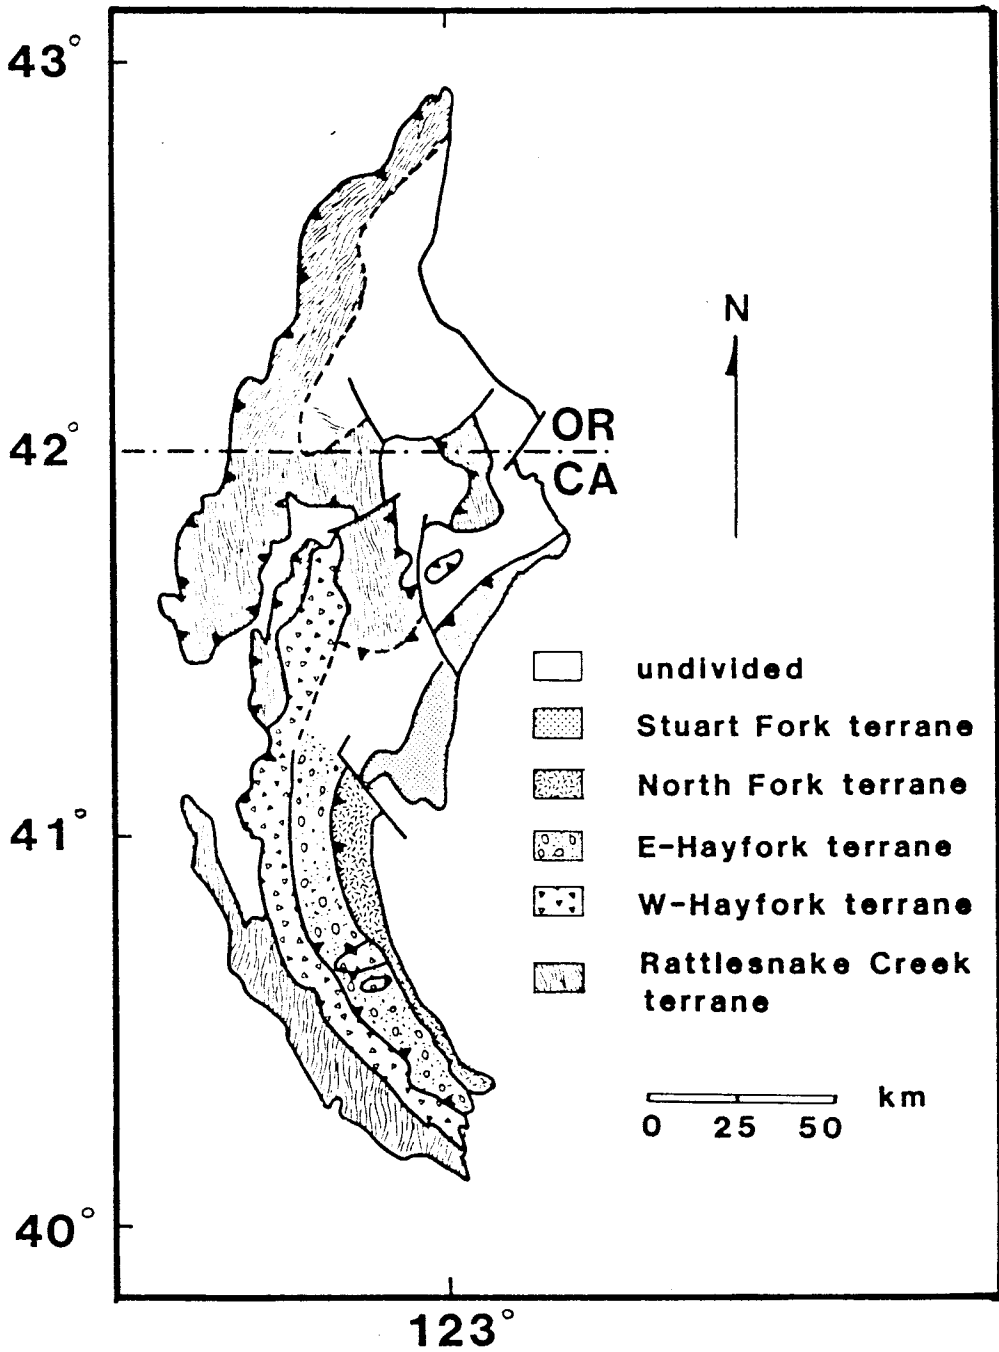 43°
N
OR
42°
CA
undivided
Stuart Fork terrane
North Fork terrane
41°
E-Hayfork terrane
W-Hayfork terrane
Rattlesnake Creek
terrane
km
0 25 50
40°
123°